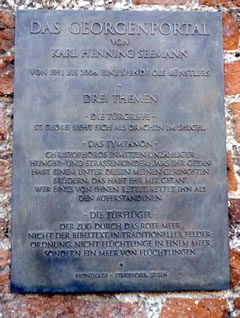 DAS GEORGENPORTAL
VON
KARL HENNING SEEMANN
VON BIS EINE SPENDE DES KÜNSTLERS
DREI THEMEN
- DIE TÜRGRIFFE -
ST. GEORG SIEHT SICH ALS DRACHEN IM SPIEGEL
- DAS TYMPANON -
CHRISTOPHOROS INMITTEN UNZÄHLIGER
HUNGER- UND STRASSENKINDER: WAS IHR GETAN
HABT EINEM UNTER DIESEN MEINEN GERINGSTEN
BRÜDERN, DAS HABT IHR MIR GETAN.
WER EINES VON IHNEN RETTET, RETTET IHN ALS
DEN AUFERSTANDENEN.
- DIE TÜRFLÜGEL -
DER ZUG DURCH DAS ROTE MEER,
NICHT DER BIBELTEXT IN TRADITIONELLER FELDER-
ORDNUNG, NICHT FLÜCHTLINGE IN EINEM MEER
SONDERN EIN MEER VON FLÜCHTLINGEN.
BRONZEGUSS